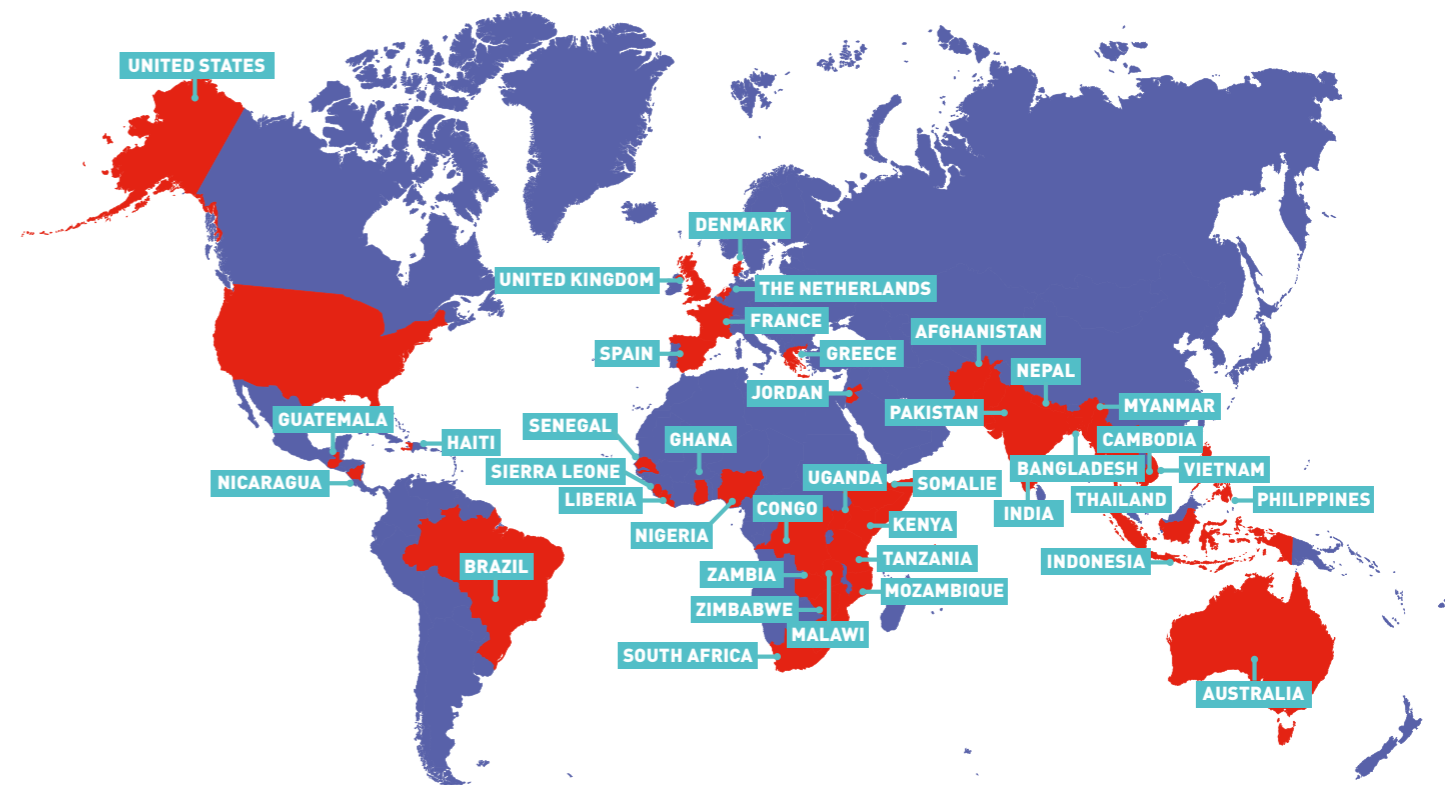 UNITED STATES
DENMARK
UNITED KINGDOM
THE NETHERLANDS
FRANCE
AFGHANISTAN
SPAIN
GREECE
NEPAL
JORDAN
PAKISTAN
MYANMAR
GUATEMALA
SENEGAL
GHANA
CAMBODIA
HAITI
SIERRA LEONE
UGANDA
BANGLADESH
VIETNAM
NICARAGUA
SOMALIE
LIBERIA
THAILAND
PHILIPPINES
CONGO
INDIA
KENYA
NIGERIA
TANZANIA
INDONESIA
BRAZIL
ZAMBIA
MOZAMBIQUE
ZIMBABWE
MALAWI
SOUTH AFRICA
AUSTRALIA